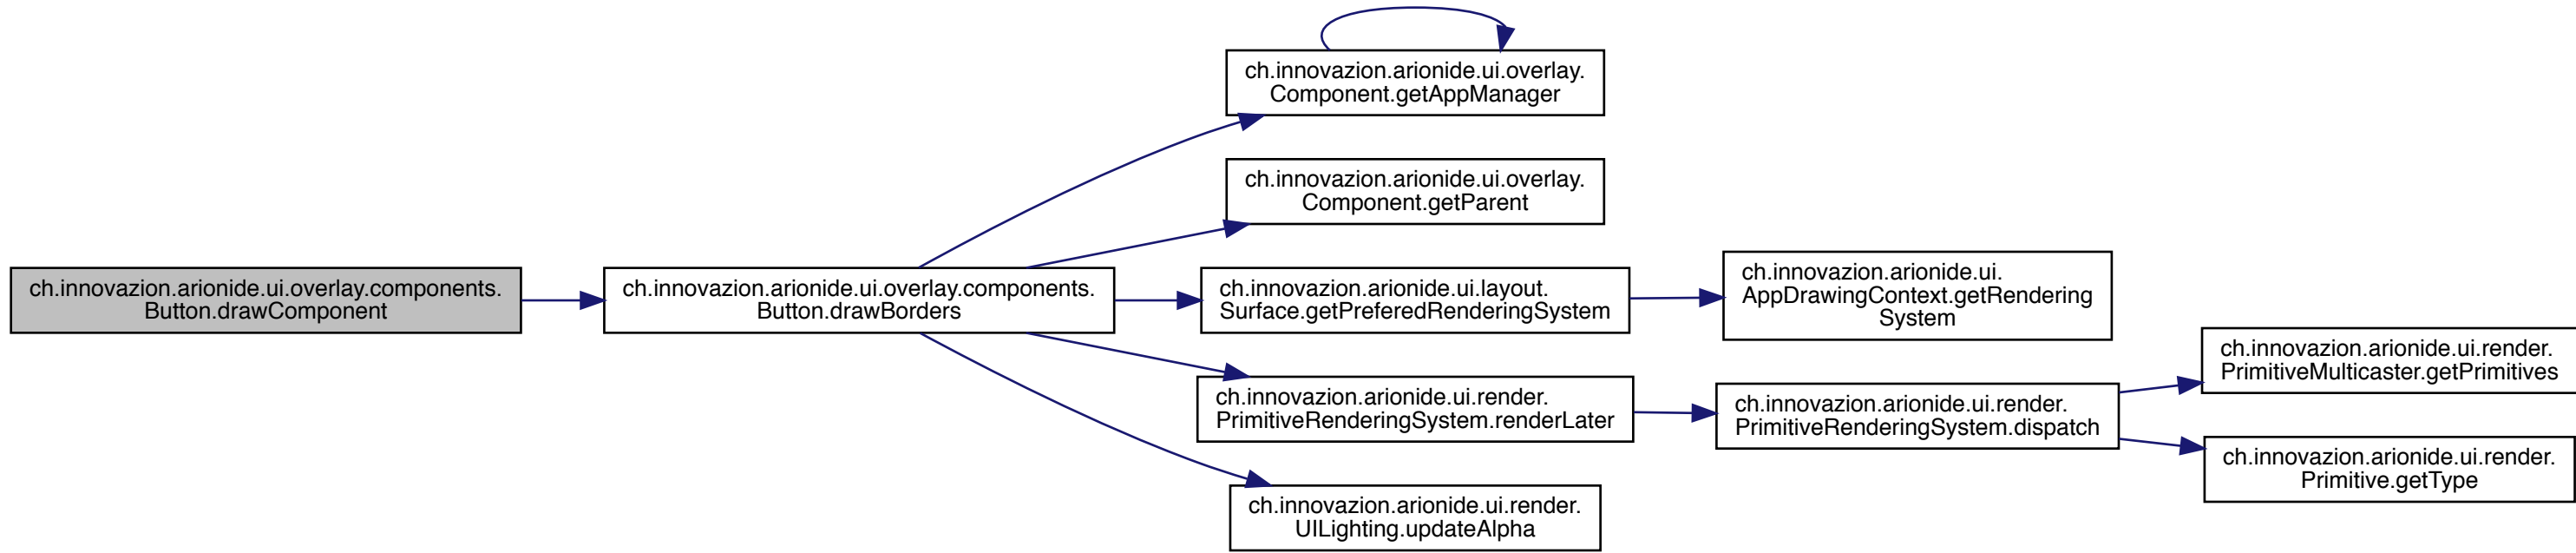 ch.innovazion.arionide.ui.overlay.components.
Button.drawComponent
ch.innovazion.arionide.ui.overlay.components.
Button.drawBorders
ch.innovazion.arionide.ui.overlay.
Component.getAppManager
ch.innovazion.arionide.ui.overlay.
Component.getParent
ch.innovazion.arionide.ui.layout.
Surface.getPreferedRenderingSystem
ch.innovazion.arionide.ui.
AppDrawingContext.getRendering
System
ch.innovazion.arionide.ui.render.
PrimitiveRenderingSystem.renderLater
ch.innovazion.arionide.ui.render.
PrimitiveRenderingSystem.dispatch
ch.innovazion.arionide.ui.render.
PrimitiveMulticaster.getPrimitives
ch.innovazion.arionide.ui.render.
Primitive.getType
ch.innovazion.arionide.ui.render.
UILighting.updateAlpha